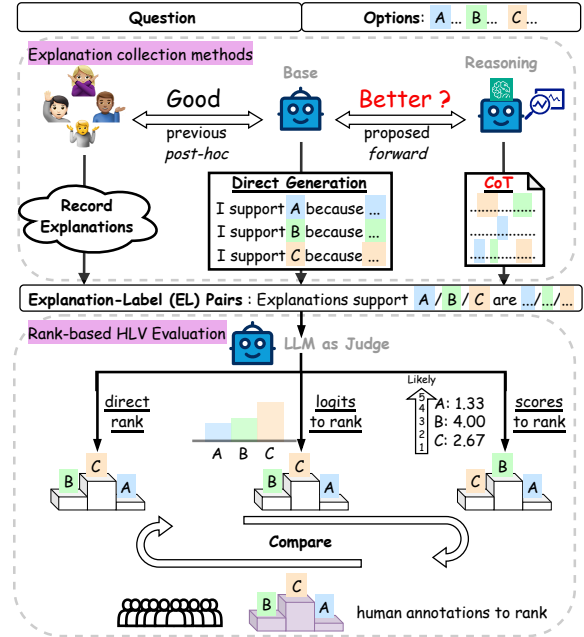 Question
Options: A... B... C...
Explanation collection methods
Base
Reasoning
Good
Better ?
previous
post-hoc
proposed
forward
Record
Explanations
Direct Generation
I support A because ...
I support B because ...
I support C because ...
CoT
Explanation-Label (EL) Pairs : Explanations support A / B / C are .../.../...
Rank-based HLV Evaluation
LLM as Judge
direct
rank
logits
to rank
scores
to rank
Likely
5
4
3
2
1
A: 1.33
B: 4.00
C: 2.67
A B C
B C A
B C A
C B A
Compare
B C A
human annotations to rank